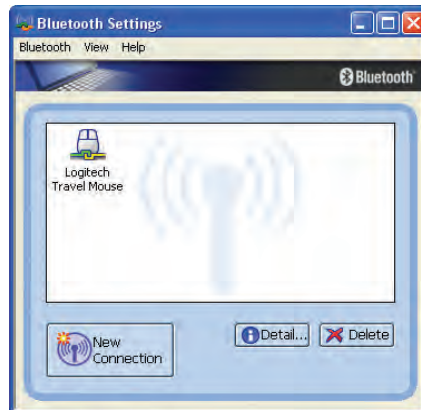 Bluetooth Settings
Bluetooth View Help
Bluetooth
Logitech
Travel Mouse
New
Connection
Detail...
Delete